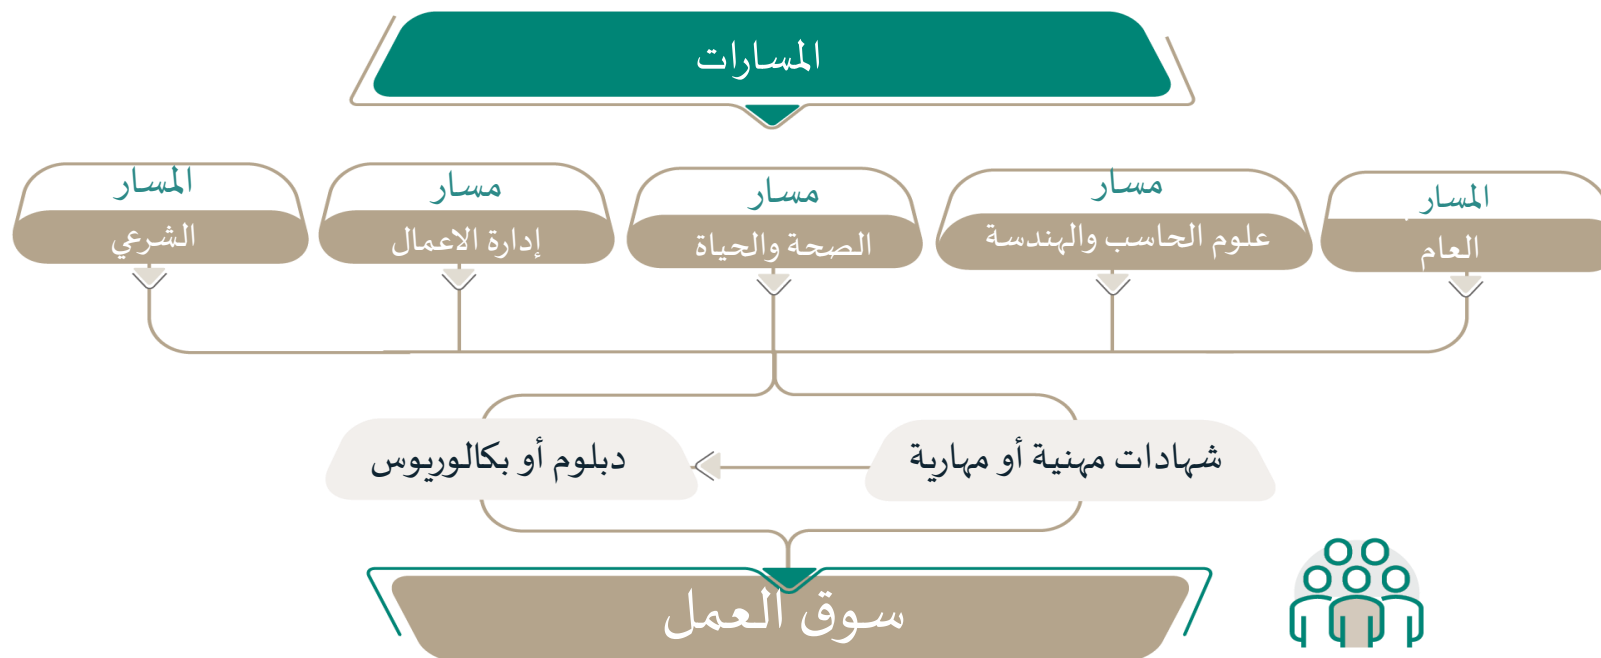 المسارات
المسار
العام
مسار
علوم الحاسب والهندسة
مسار
الصحة والحياة
مسار
إدارة الاعمال
المسار
الشرعي
شهادات مهنية أو مهارية
دبلوم أو بكالوريوس
سوق العمل